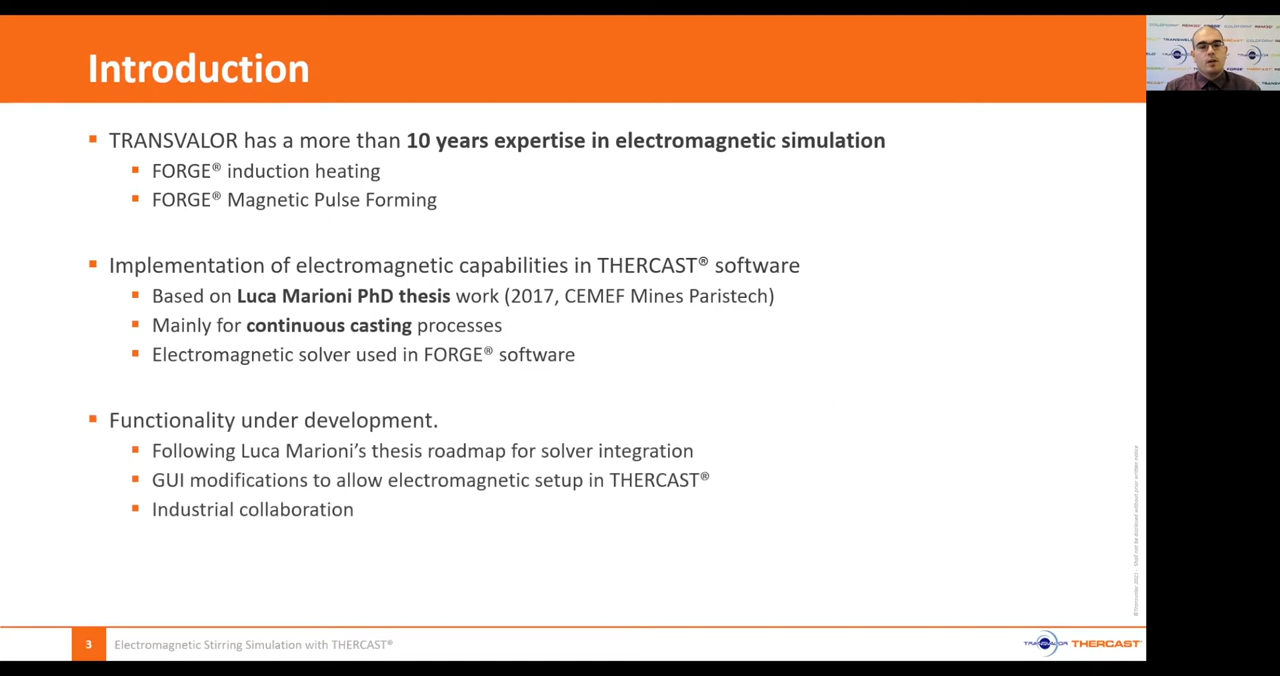 Introduction
TRANSVALOR has a more than 10 years expertise in electromagnetic simulation
FORGE® induction heating
FORGE® Magnetic Pulse Forming
Implementation of electromagnetic capabilities in THERCAST® software
Based on Luca Marioni PhD thesis work (2017, CEMEF Mines Paristech)
Mainly for continuous casting processes
Electromagnetic solver used in FORGE® software
Functionality under development.
Following Luca Marioni’s thesis roadmap for solver integration
GUI modifications to allow electromagnetic setup in THERCAST®
Industrial collaboration
3
Electromagnetic Stirring Simulation with THERCAST®
TRANSVALOR THERCAST